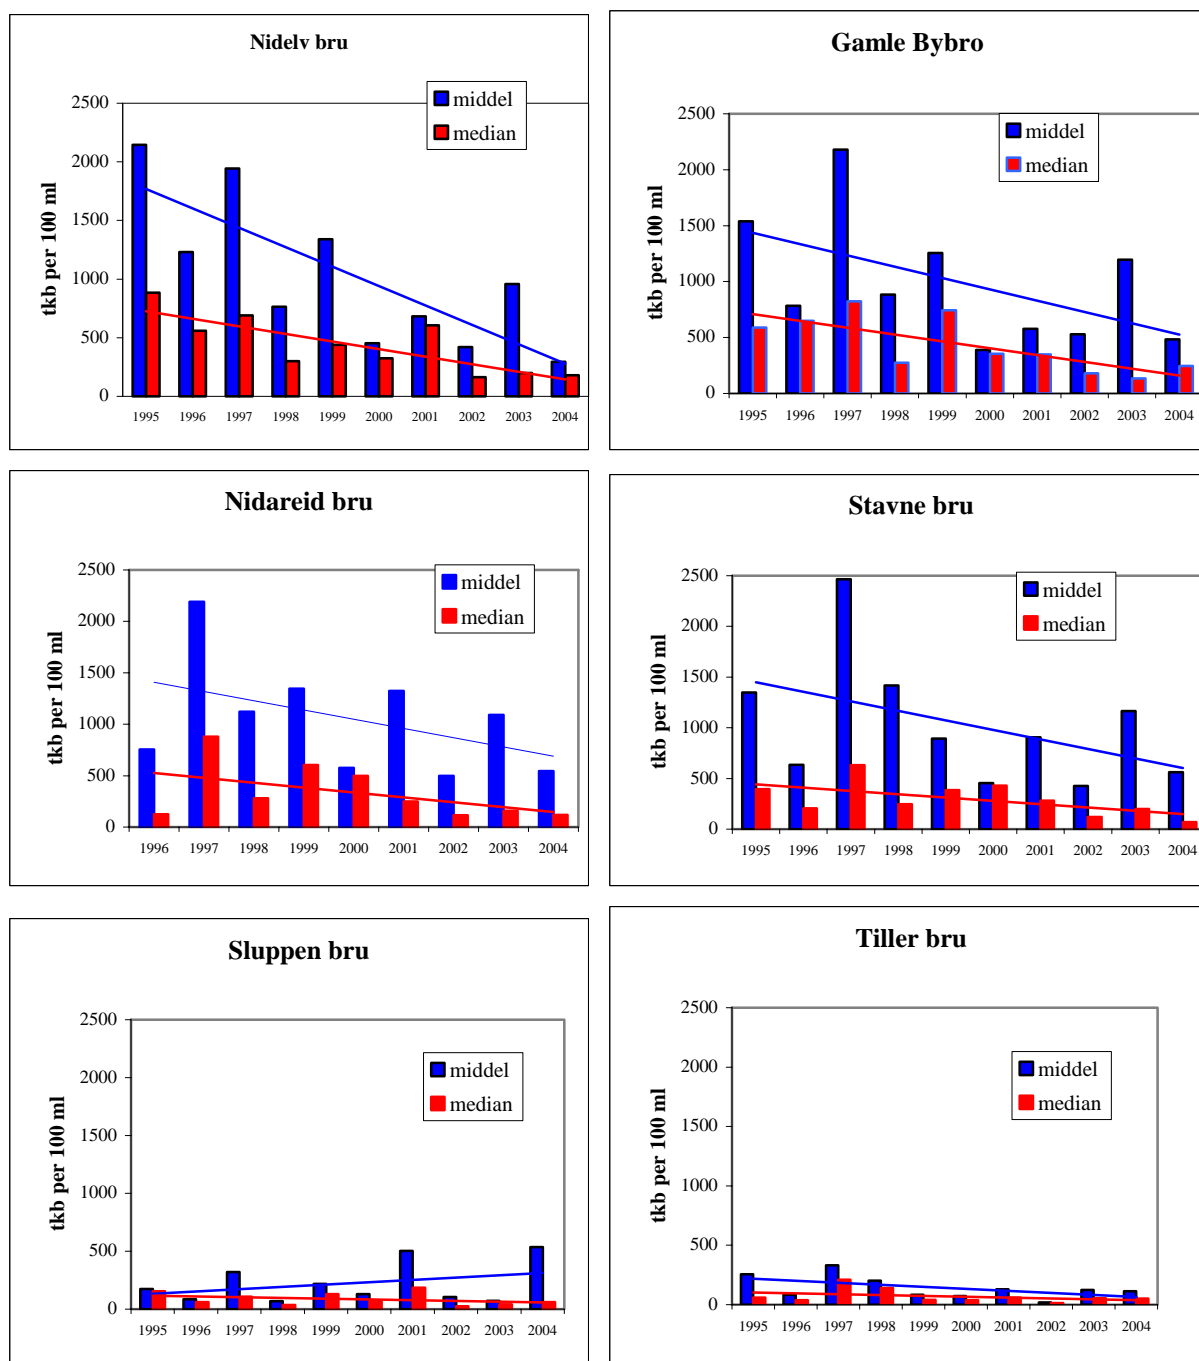 Nidelv bru
middel
median
tkb per 100 ml
2500
2000
1500
1000
500
0
1995 1996 1997 1998 1999 2000 2001 2002 2003 2004
Gamle Bybro
middel
median
tkb per 100 ml
2500
2000
1500
1000
500
0
1995 1996 1997 1998 1999 2000 2001 2002 2003 2004
Nidareid bru
middel
median
tkb per 100 ml
2500
2000
1500
1000
500
0
1996 1997 1998 1999 2000 2001 2002 2003 2004
Stavne bru
middel
median
tkb per 100 ml
2500
2000
1500
1000
500
0
1995 1996 1997 1998 1999 2000 2001 2002 2003 2004
Sluppen bru
middel
median
tkb per 100 ml
2500
2000
1500
1000
500
0
1995 1996 1997 1998 1999 2000 2001 2002 2003 2004
Tiller bru
middel
median
tkb per 100 ml
2500
2000
1500
1000
500
0
1995 1996 1997 1998 1999 2000 2001 2002 2003 2004